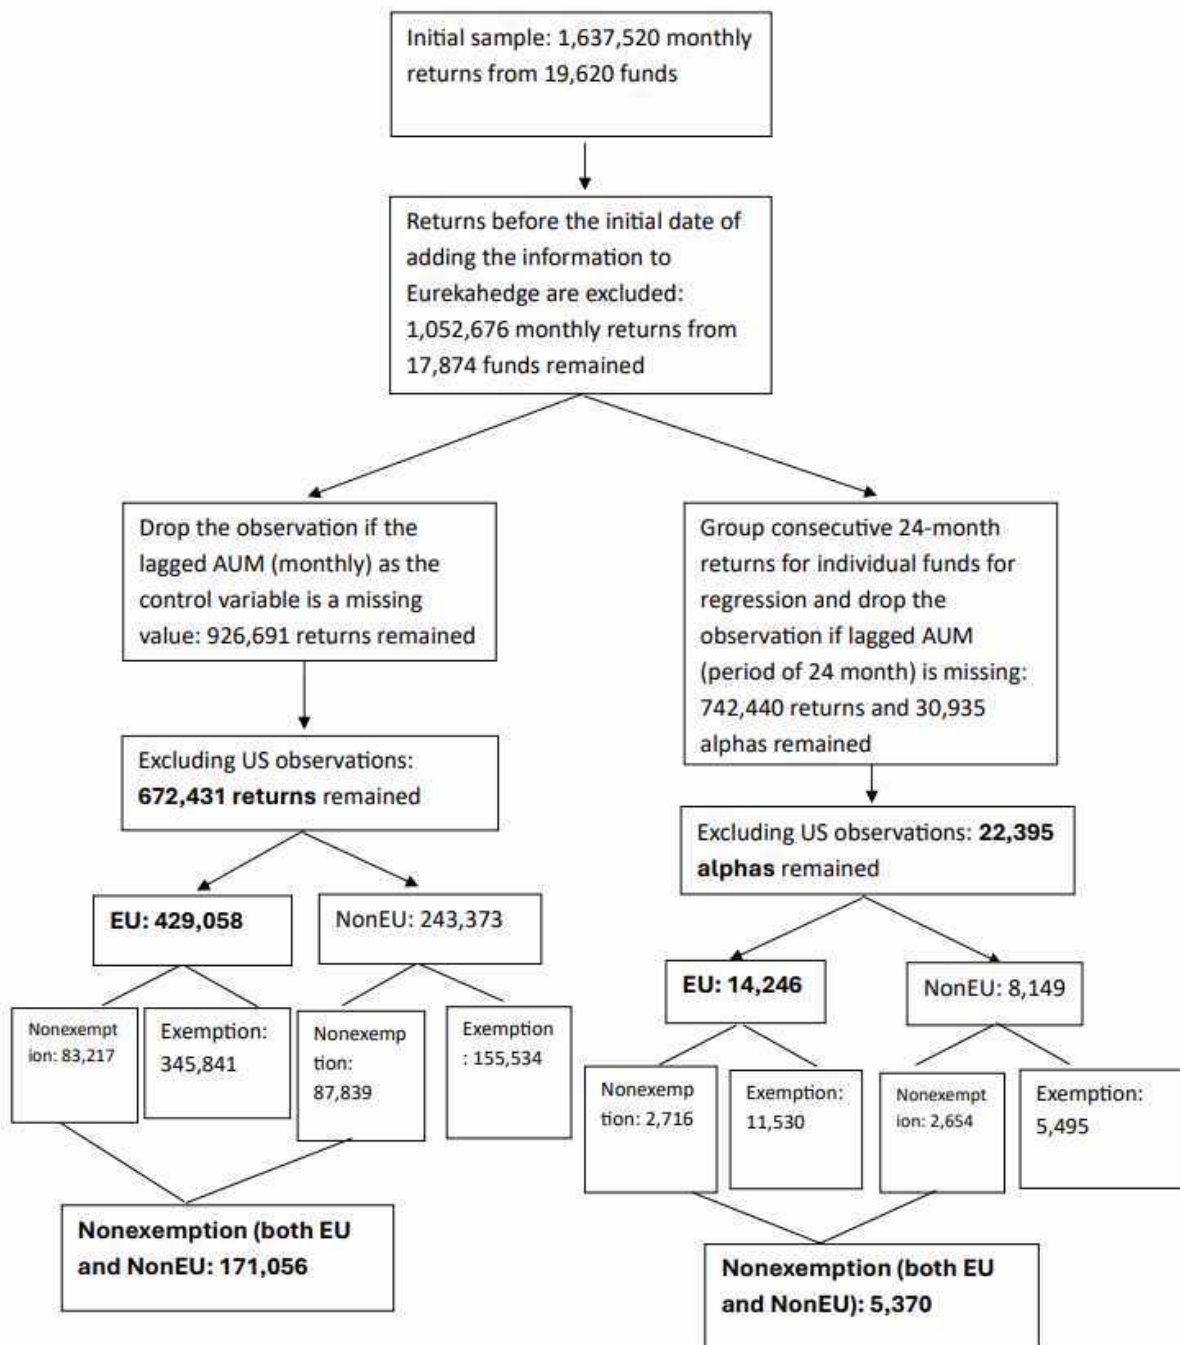 Initial sample: 1,637,520 monthly
returns from 19,620 funds
Returns before the initial date of
adding the information to
Eurekahedge are excluded:
1,052,676 monthly returns from
17,874 funds remained
Drop the observation if the
lagged AUM (monthly) as the
control variable is a missing
value: 926,691 returns remained
Group consecutive 24-month
returns for individual funds for
regression and drop the
observation if lagged AUM
(period of 24 month) is missing:
742,440 returns and 30,935
alphas remained
Excluding US observations:
672,431 returns remained
Excluding US observations: 22,395
alphas remained
EU: 429,058
NonEU: 243,373
EU: 14,246
NonEU: 8,149
Nonexempt
ion: 83,217
Exemption:
345,841
Nonexemp
tion:
87,839
Exemption
: 155,534
Nonexemp
tion: 2,716
Exemption:
11,530
Nonexempt
ion: 2,654
Exemption:
5,495
Nonexemption (both EU
and NonEU: 171,056
Nonexemption (both EU
and NonEU): 5,370